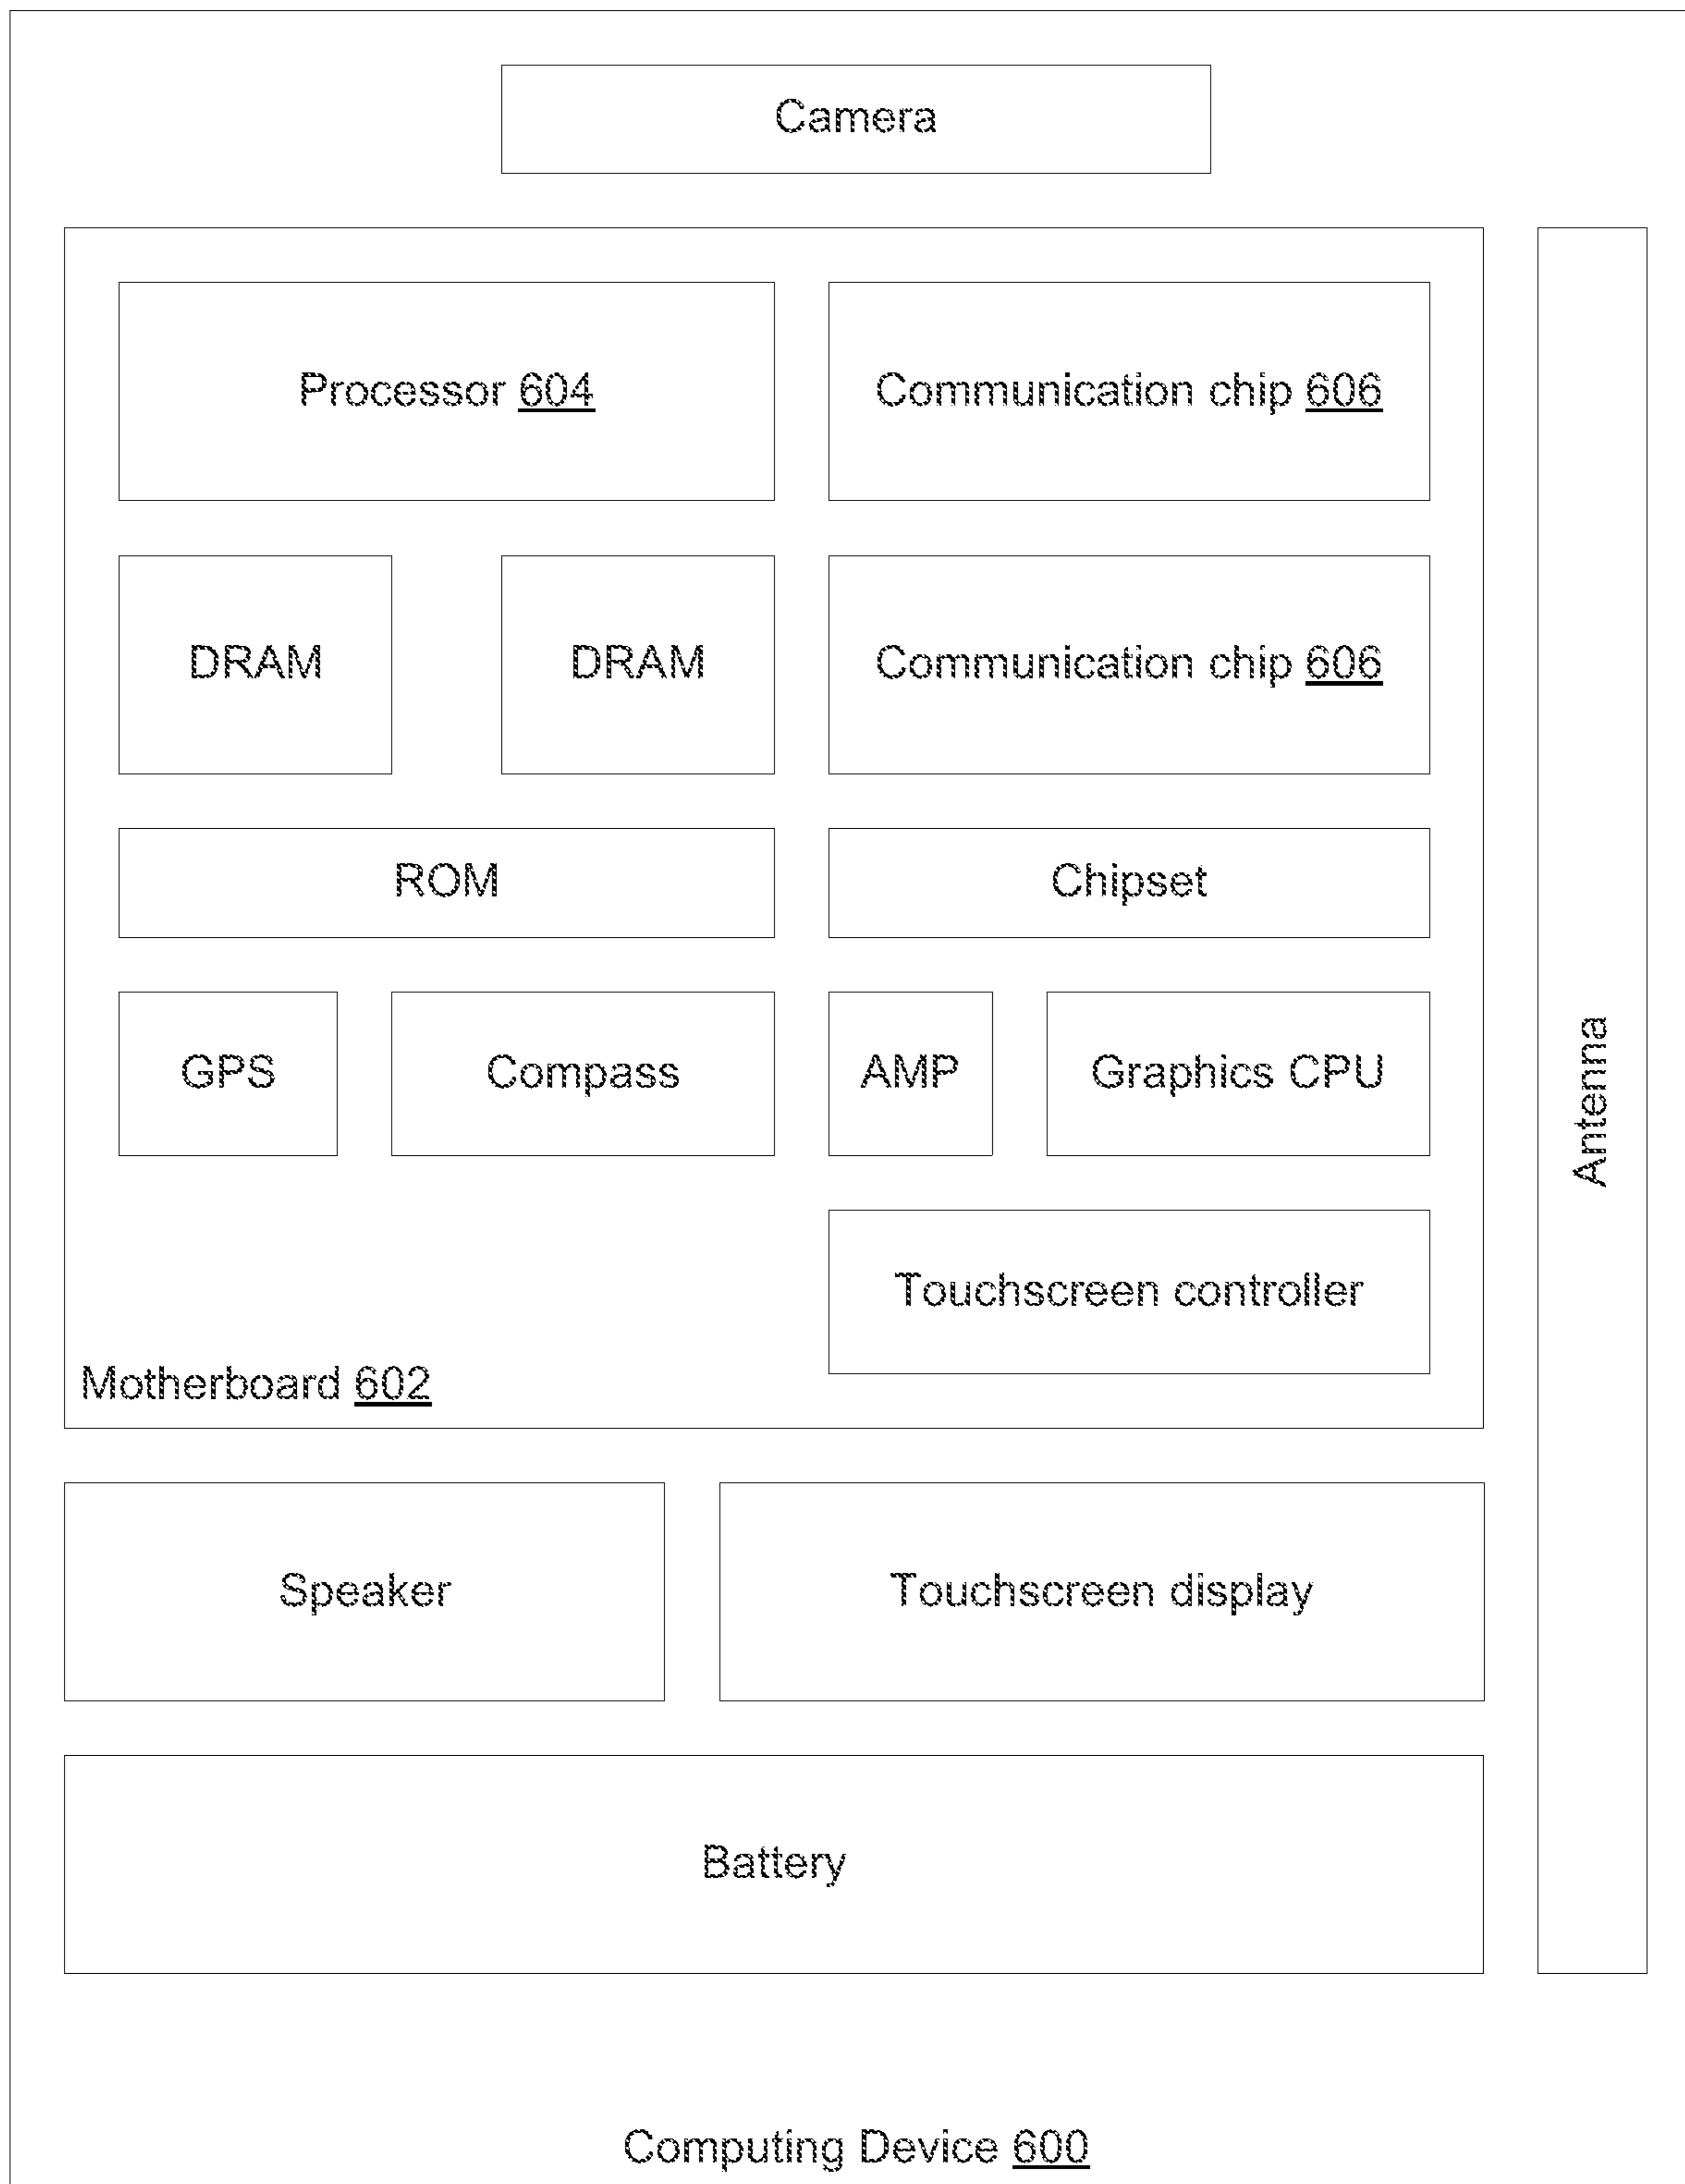 Camera
Processor 604
Communication chip 606
DRAM
DRAM
Communication chip 606
ROM
Chipset
GPS
Compass
AMP
Graphics CPU
Antenna
Touchscreen controller
Motherboard 602
Speaker
Touchscreen display
Battery
Computing Device 600